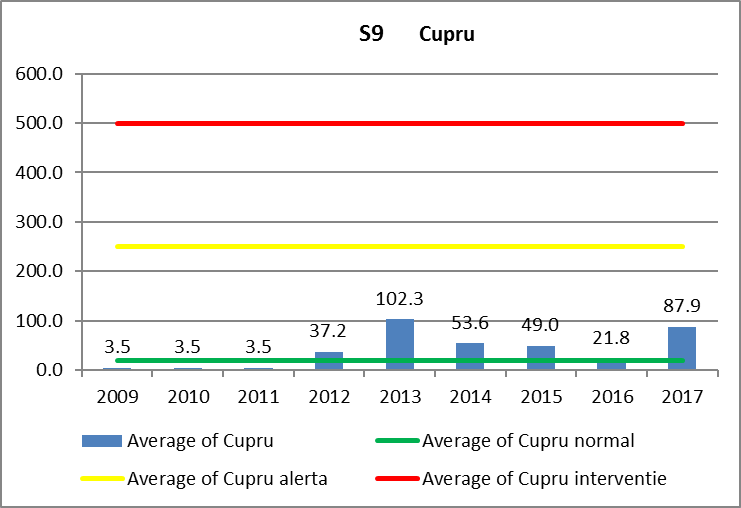 S9 Cupru
600.0
500.0
400.0
300.0
200.0
100.0
0.0
3.5 3.5 3.5 37.2 102.3 53.6 49.0 21.8 87.9
2009 2010 2011 2012 2013 2014 2015 2016 2017
Average of Cupru Average of Cupru normal
Average of Cupru alerta Average of Cupru interventie